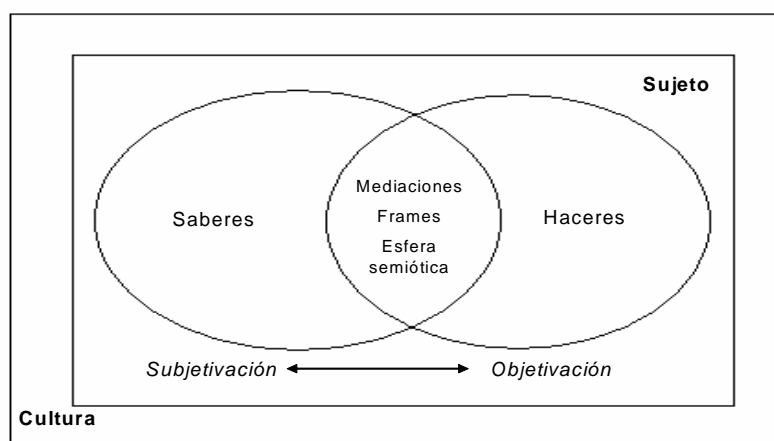 Sujeto
Mediaciones
Saberes
Frames
Haceres
Esfera
semiótica
Subjetivación
Objetivación
Cultura